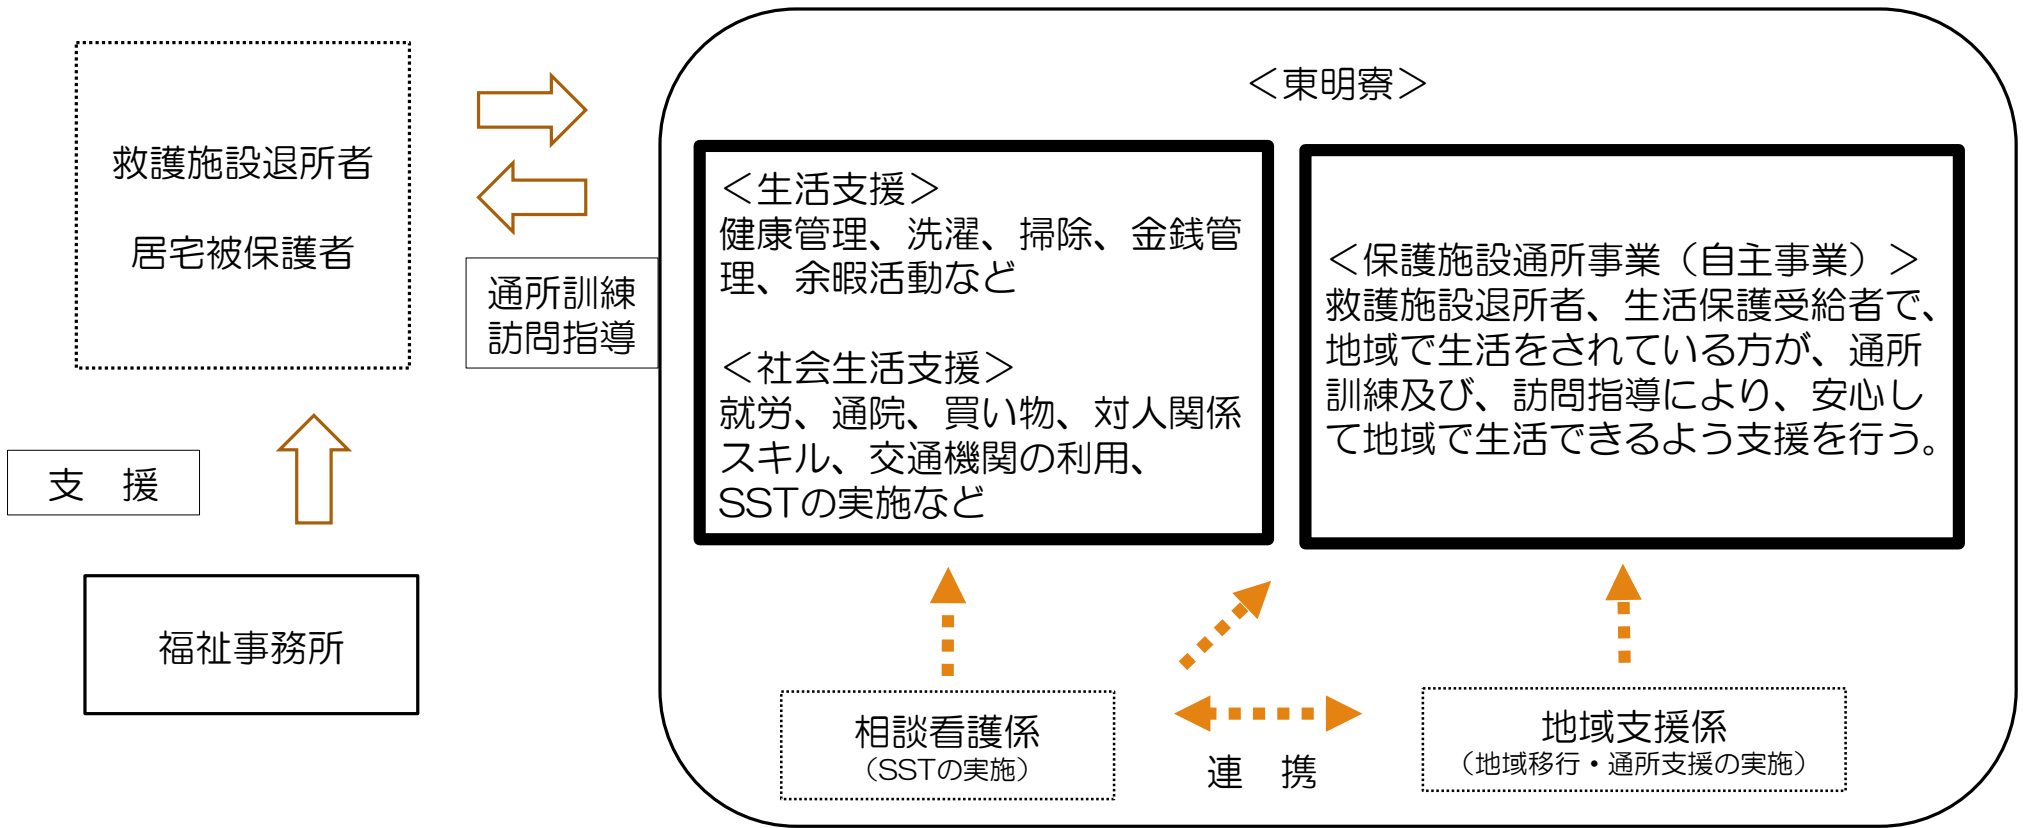 救護施設退所者
居宅被保護者
通所訓練
訪問指導
支　援
福祉事務所
＜東明寮＞
＜生活支援＞
健康管理、洗濯、掃除、金銭管
理、余暇活動など
＜社会生活支援＞
就労、通院、買い物、対人関係
スキル、交通機関の利用、
SSTの実施など
＜保護施設通所事業（自主事業）＞
救護施設退所者、生活保護受給者で、
地域で生活をされている方が、通所
訓練及び、訪問指導により、安心し
て地域で生活できるよう支援を行う。
相談看護係
（SSTの実施）
連　携
地域支援係
（地域移行・通所支援の実施）